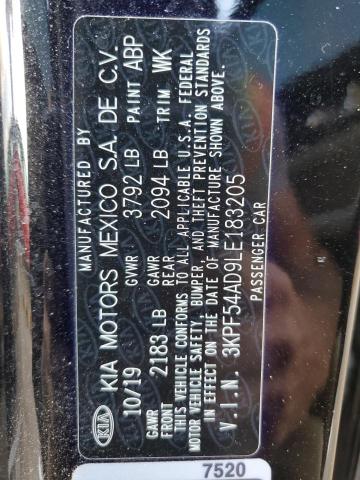 MANUFACTURED BY
KIA KIA MOTORS MEXICO S.A. DE C.V.
10/19 GVWR 3792 LB PAINT ABP
GAWR FRONT 2183 LB GAWR REAR 2094 LB TRIM WK
THIS VEHICLE CONFORMS TO ALL APPLICABLE U.S.A. FEDERAL
MOTOR VEHICLE SAFETY, BUMPER, AND THEFT PREVENTION STANDARDS
IN EFFECT ON THE DATE OF MANUFACTURE SHOWN ABOVE.
V.I.N. 3KPF54AD9LE183205
PASSENGER CAR
7520